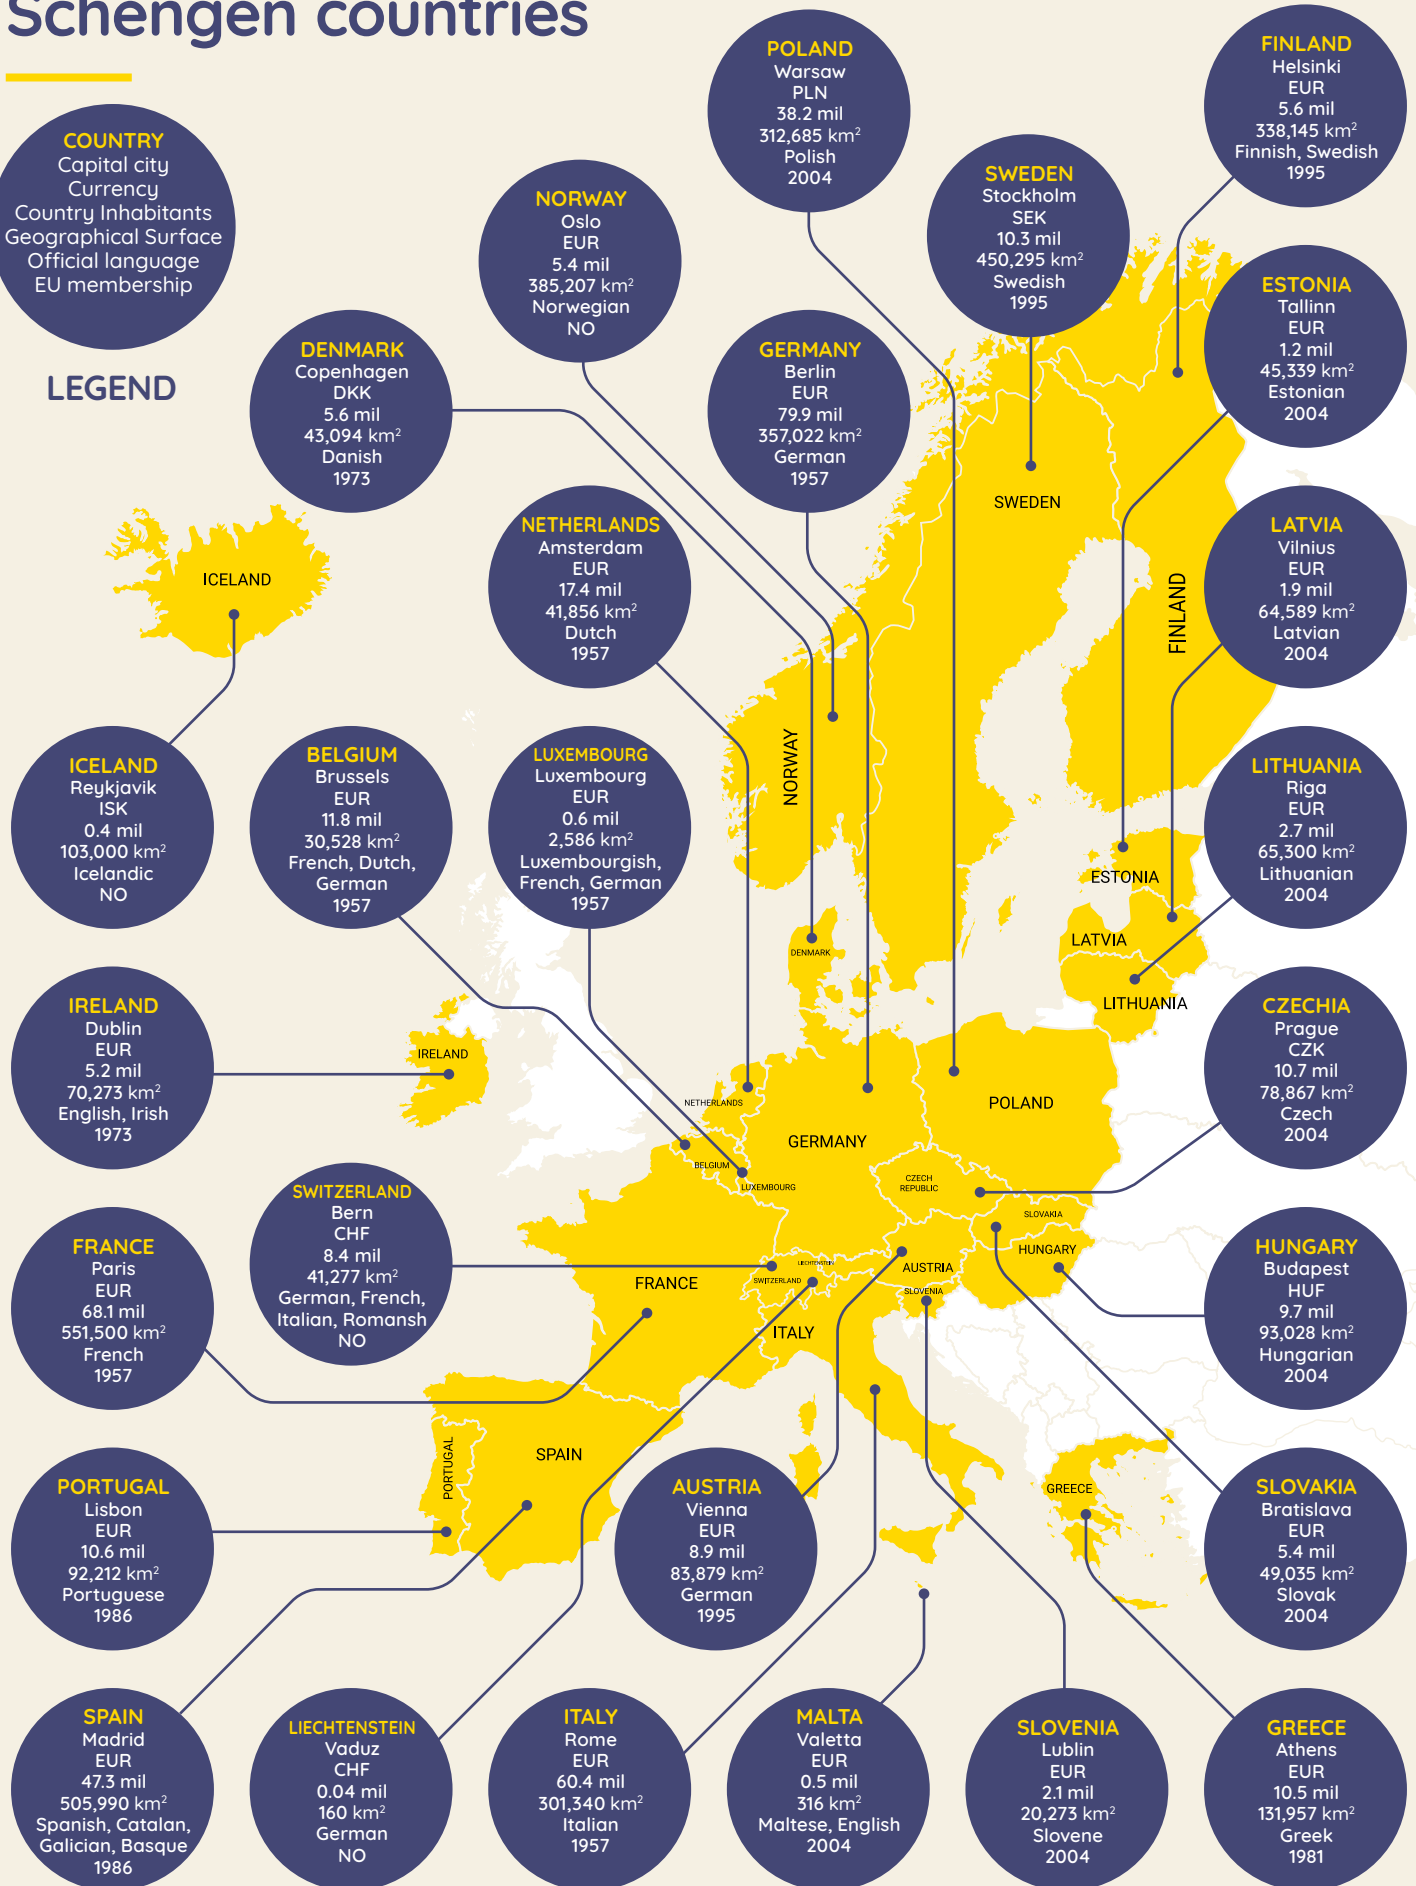 Schengen countries
COUNTRY
Capital city
Currency
Country Inhabitants
Geographical Surface
Official language
EU membership
LEGEND
POLAND
Warsaw
PLN
38.2 mil
312,685 km²
Polish
2004
FINLAND
Helsinki
EUR
5.6 mil
338,145 km²
Finnish, Swedish
1995
NORWAY
Oslo
EUR
5.4 mil
385,207 km²
Norwegian
NO
SWEDEN
Stockholm
SEK
10.3 mil
450,295 km²
Swedish
1995
DENMARK
Copenhagen
DKK
5.6 mil
43,094 km²
Danish
1973
GERMANY
Berlin
EUR
79.9 mil
357,022 km²
German
1957
ESTONIA
Tallinn
EUR
1.2 mil
45,339 km²
Estonian
2004
NETHERLANDS
Amsterdam
EUR
17.4 mil
41,856 km²
Dutch
1957
LATVIA
Vilnius
EUR
1.9 mil
64,589 km²
Latvian
2004
ICELAND
SWEDEN
FINLAND
NORWAY
ICELAND
Reykjavik
ISK
0.4 mil
103,000 km²
Icelandic
NO
BELGIUM
Brussels
EUR
11.8 mil
30,528 km²
French, Dutch,
German
1957
LUXEMBOURG
Luxembourg
EUR
0.6 mil
2,586 km²
Luxembourgish,
French, German
1957
LITHUANIA
Riga
EUR
2.7 mil
65,300 km²
Lithuanian
2004
ESTONIA
LATVIA
DENMARK
LITHUANIA
IRELAND
Dublin
EUR
5.2 mil
70,273 km²
English, Irish
1973
IRELAND
CZECHIA
Prague
CZK
10.7 mil
78,867 km²
Czech
2004
NETHERLANDS
POLAND
GERMANY
BELGIUM
LUXEMBOURG
CZECH
REPUBLIC
SLOVAKIA
HUNGARY
SWITZERLAND
Bern
CHF
8.4 mil
41,277 km²
German, French,
Italian, Romansh
NO
FRANCE
Paris
EUR
68.1 mil
551,500 km²
French
1957
LIECHTENSTEIN
AUSTRIA
SWITZERLAND
FRANCE
SLOVENIA
ITALY
HUNGARY
Budapest
HUF
9.7 mil
93,028 km²
Hungarian
2004
PORTUGAL
SPAIN
GREECE
PORTUGAL
Lisbon
EUR
10.6 mil
92,212 km²
Portuguese
1986
AUSTRIA
Vienna
EUR
8.9 mil
83,879 km²
German
1995
SLOVAKIA
Bratislava
EUR
5.4 mil
49,035 km²
Slovak
2004
SPAIN
Madrid
EUR
47.3 mil
505,990 km²
Spanish, Catalan,
Galician, Basque
1986
LIECHTENSTEIN
Vaduz
CHF
0.04 mil
160 km²
German
NO
ITALY
Rome
EUR
60.4 mil
301,340 km²
Italian
1957
MALTA
Valetta
EUR
0.5 mil
316 km²
Maltese, English
2004
SLOVENIA
Lublin
EUR
2.1 mil
20,273 km²
Slovene
2004
GREECE
Athens
EUR
10.5 mil
131,957 km²
Greek
1981